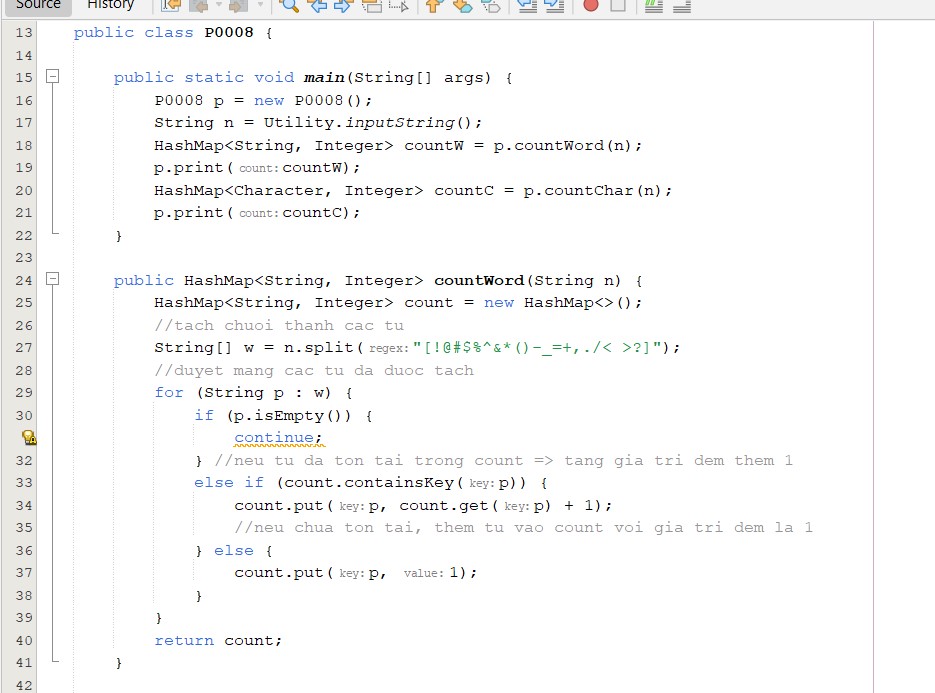 Source History
13 public class P0008 {
14
15 public static void main(String[] args) {
16 P0008 p = new P0008();
17 String n = Utility.inputString();
18 HashMap<String, Integer> countW = p.countWord(n);
19 p.print( count: countW);
20 HashMap<Character, Integer> countC = p.countChar(n);
21 p.print( count: countC);
22 }
23
24 public HashMap<String, Integer> countWord(String n) {
25 HashMap<String, Integer> count = new HashMap<>();
26 //tach chuoi thanh cac tu
27 String[] w = n.split( regex: "[!@#$%^&*()-_=+,./< >?]");
28 //duyet mang cac tu da duoc tach
29 for (String p : w) {
30 if (p.isEmpty()) {
continue;
32 } //neu tu da ton tai trong count => tang gia tri dem them 1
33 else if (count.containsKey( key: p)) {
34 count.put( key: p, count.get( key: p) + 1);
35 //neu chua ton tai, them tu vao count voi gia tri dem la 1
36 } else {
37 count.put( key: p, value: 1);
38 }
39 }
40 return count;
41 }
42